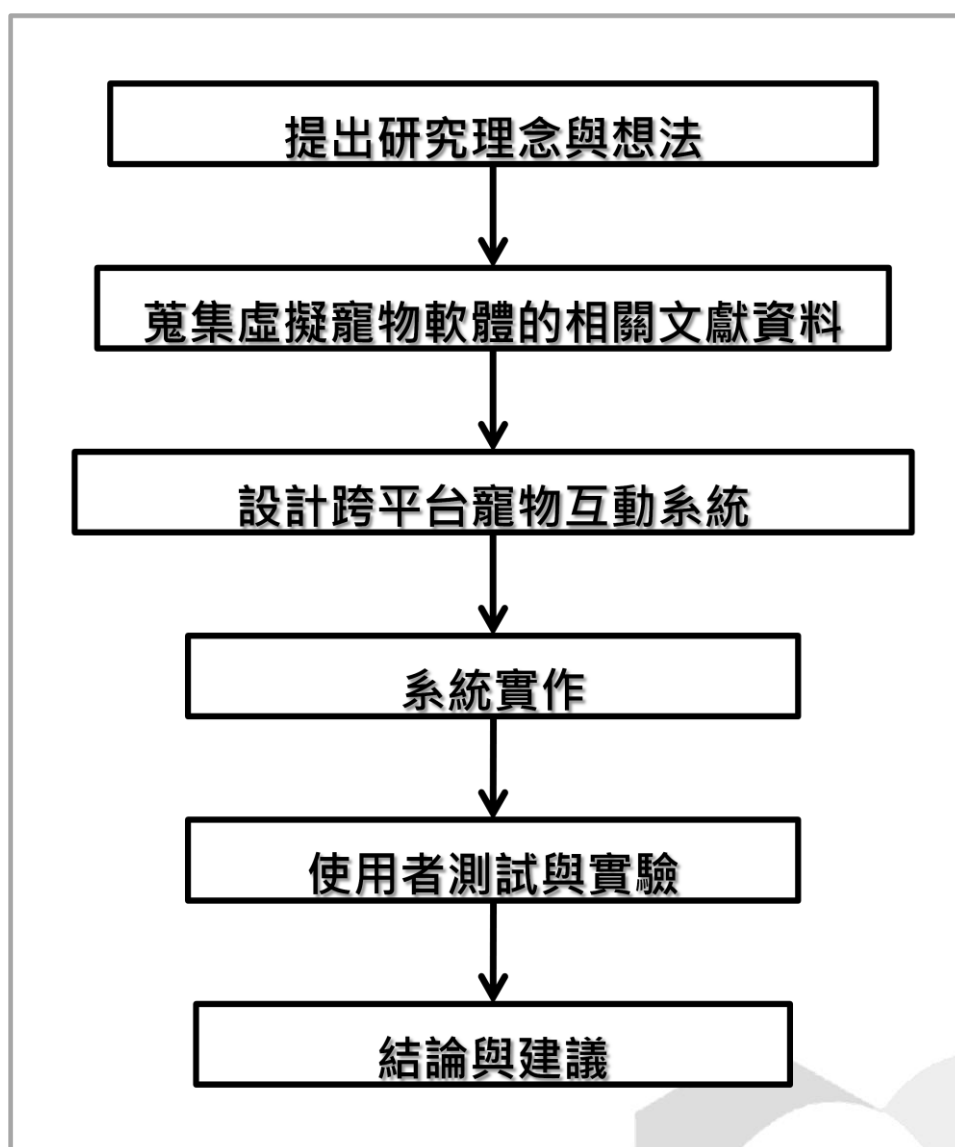 提出研究理念與想法
蒐集虛擬寵物軟體的相關文獻資料
設計跨平台寵物互動系統
系統實作
使用者測試與實驗
結論與建議